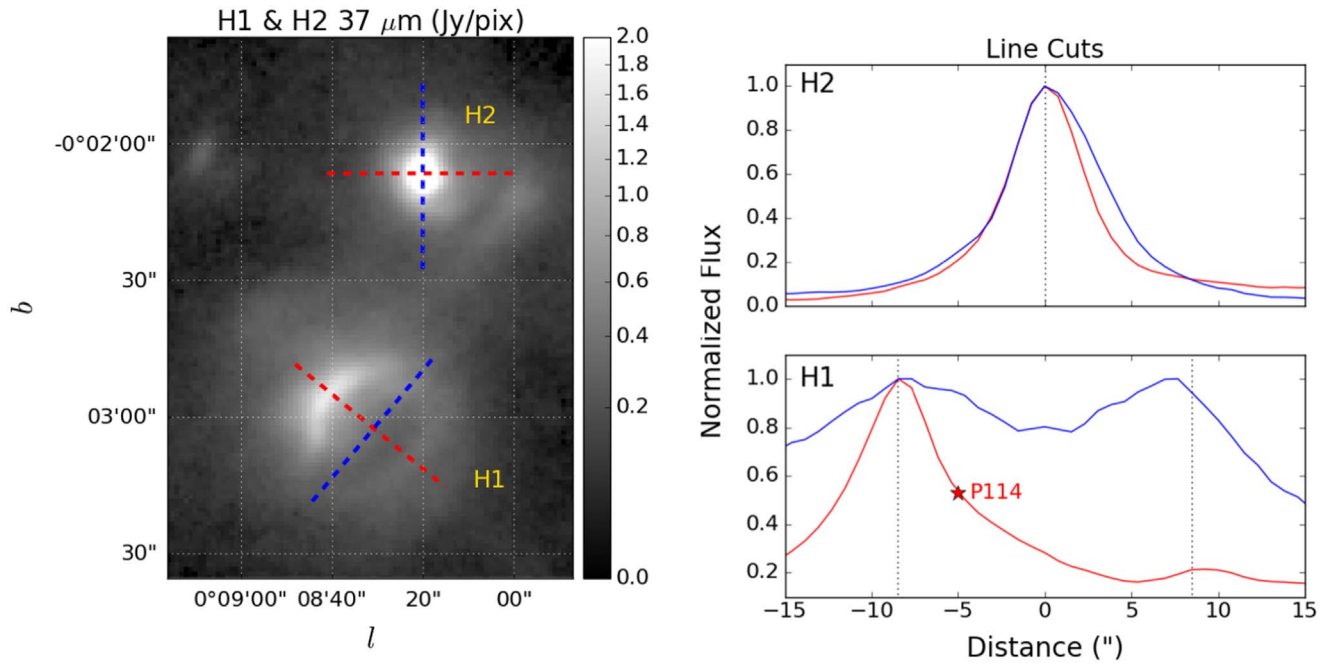 H1 & H2 37 μm (Jy/pix)
H2
H1
-0°02'00"
30"
03'00"
30"
b
0°09'00" 08'40" 20" 00"
l
2.0
1.8
1.6
1.4
1.2
1.0
0.8
0.6
0.4
0.2
0.0
Line Cuts
H2
1.0
0.8
0.6
0.4
0.2
0.0
Normalized Flux
H1
P114
1.0
0.8
0.6
0.4
0.2
−15 −10 −5 0 5 10 15
Distance (")